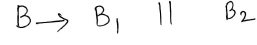 B → B₁ || B₂